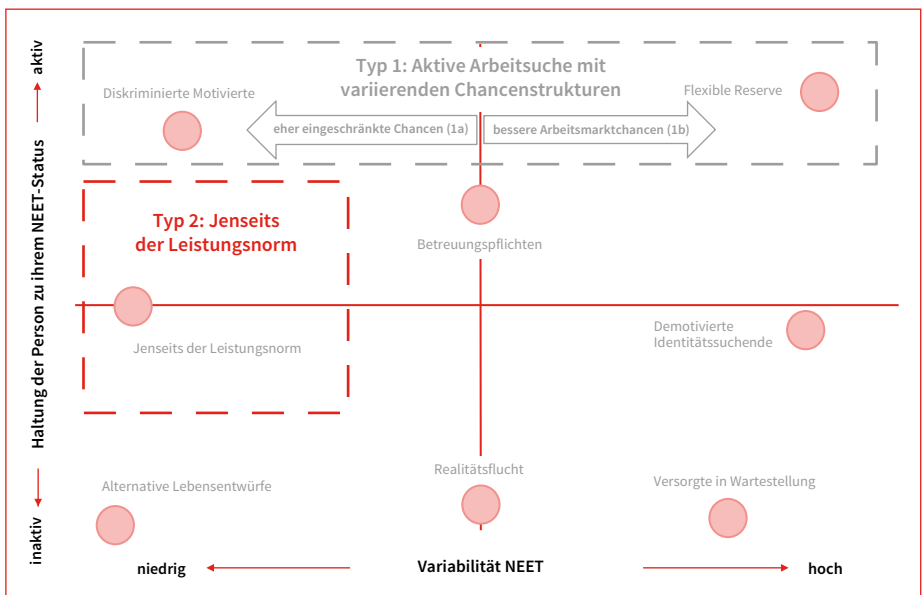 aktiv
Haltung der Person zu ihrem NEET-Status
inaktiv
Typ 1: Aktive Arbeitsuche mit
variierenden Chancenstrukturen
Diskriminierte Motivierte
Flexible Reserve
eher eingeschränkte Chancen (1a)
bessere Arbeitsmarktchancen (1b)
Typ 2: Jenseits
der Leistungsnorm
Betreuungspflichten
Jenseits der Leistungsnorm
Demotivierte
Identitätssuchende
Alternative Lebensentwürfe
Realitätsflucht
Versorgte in Wartestellung
niedrig
Variabilität NEET
hoch